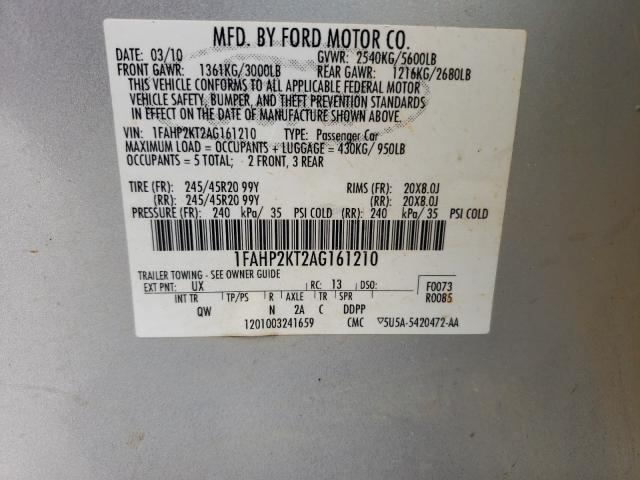 MFD. BY FORD MOTOR CO.
DATE: 03/10 GVWR: 2540KG/5600LB
FRONT GAWR: 1361KG/3000LB REAR GAWR: 1216KG/2680LB
THIS VEHICLE CONFORMS TO ALL APPLICABLE FEDERAL MOTOR
VEHICLE SAFETY, BUMPER, AND THEFT PREVENTION STANDARDS
IN EFFECT ON THE DATE OF MANUFACTURE SHOWN ABOVE.
VIN: 1FAHP2KT2AG161210 TYPE: Passenger Car
MAXIMUM LOAD = OCCUPANTS + LUGGAGE = 430KG/950LB
OCCUPANTS = 5 TOTAL; 2 FRONT, 3 REAR
TIRE (FR): 245/45R20 99Y RIMS (FR): 20X8.0J
(RR): 245/45R20 99Y (RR): 20X8.0J
PRESSURE (FR): 240 kPa/ 35 PSI COLD (RR): 240 kPa/ 35 PSI COLD
1FAHP2KT2AG161210
TRAILER TOWING - SEE OWNER GUIDE
EXT PNT: UX RC: 13 DSO: F0073
INT TR TP/PS R AXLE TR SPR R0085
QW N 2A C DDPP
1201003241659 CMC ▽5U5A-5420472-AA